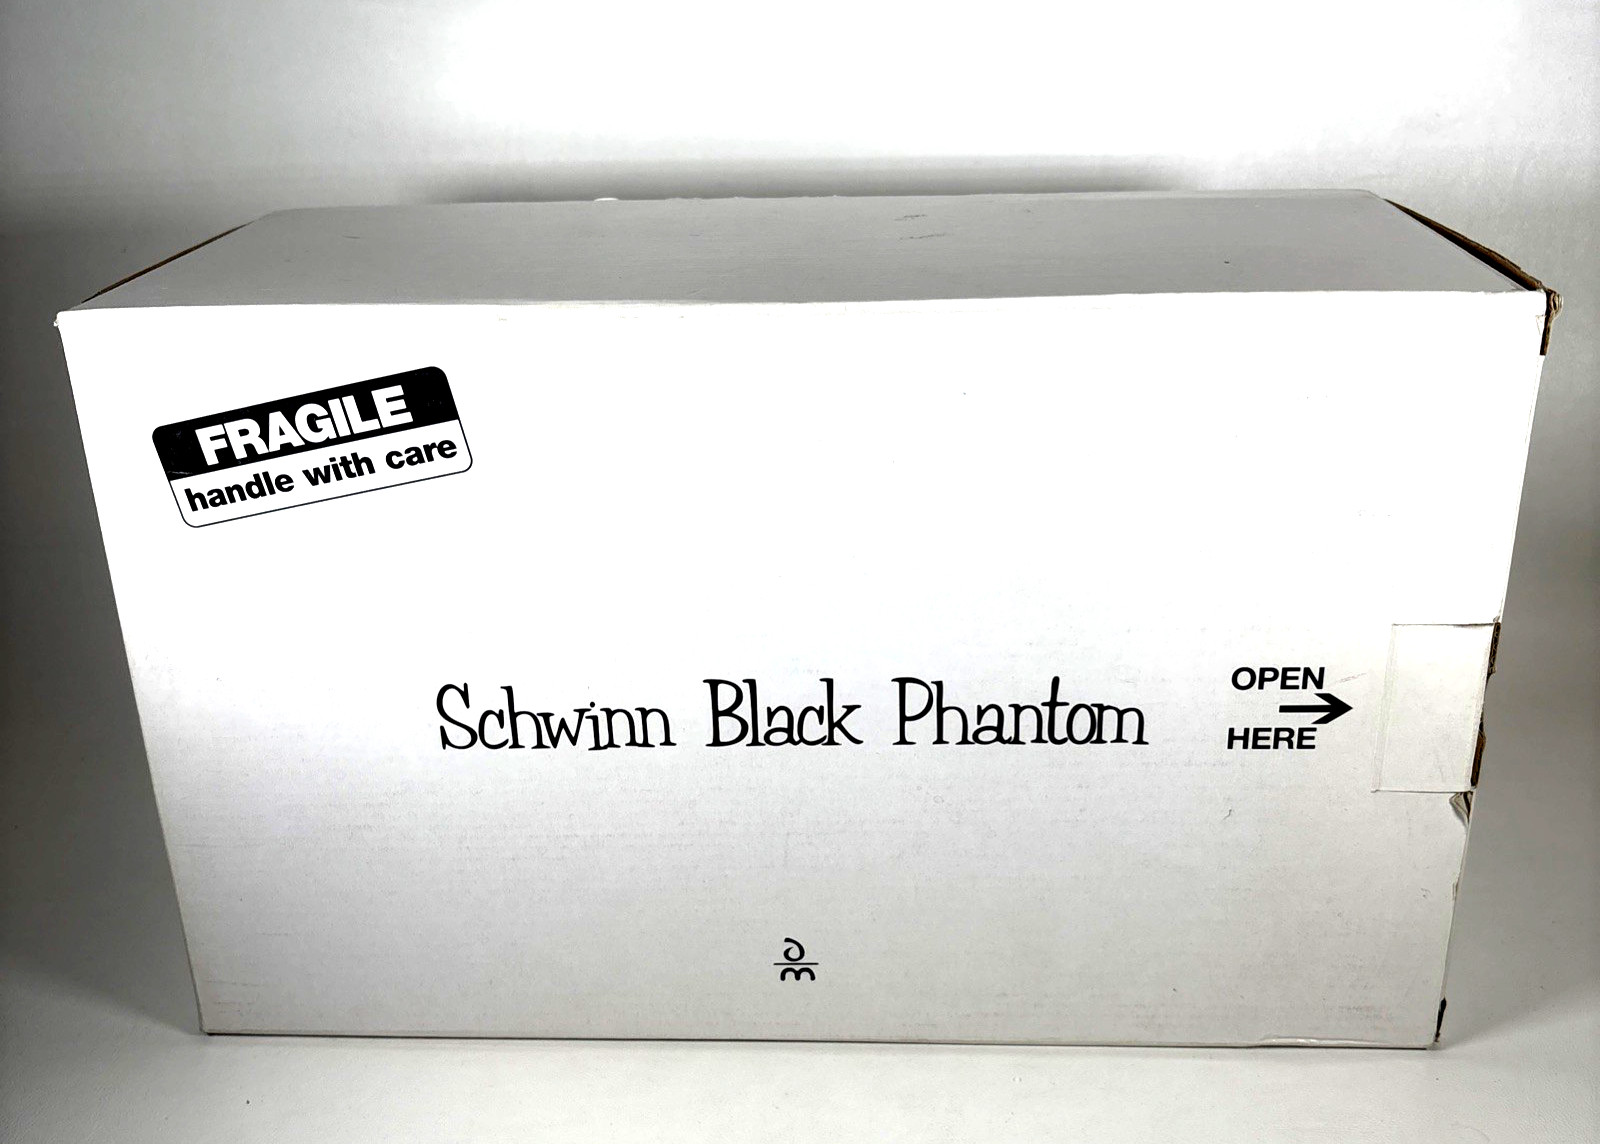 FRAGILE
handle with care
Schwinn Black Phantom
OPEN
HERE